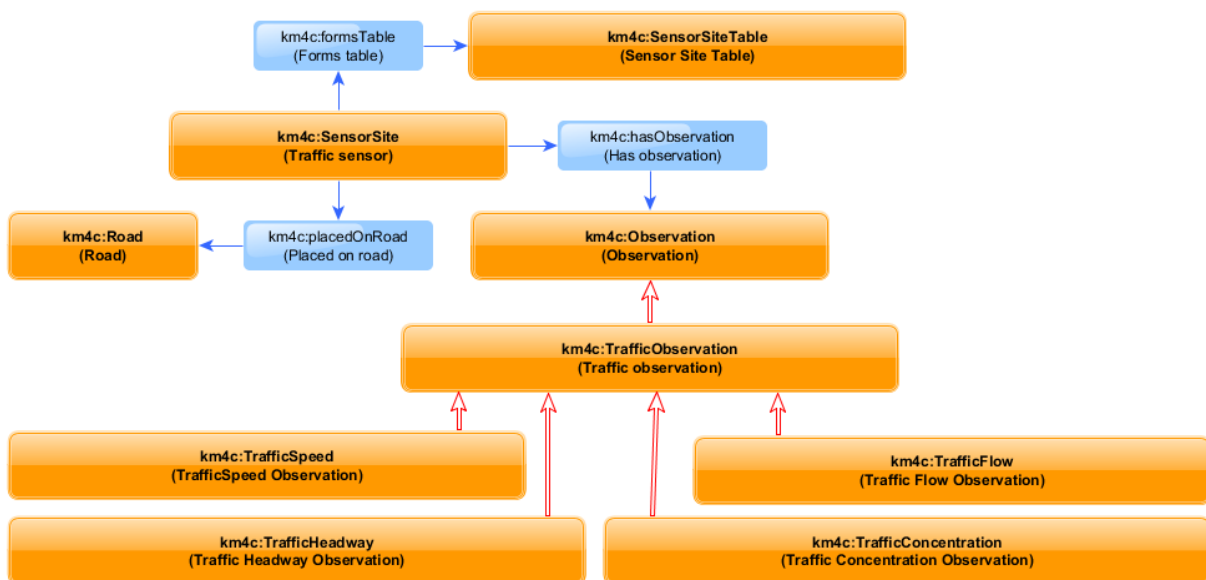 km4c:formsTable
(Forms table)
km4c:SensorSiteTable
(Sensor Site Table)
km4c:SensorSite
(Traffic sensor)
km4c:hasObservation
(Has observation)
km4c:Road
(Road)
km4c:placedOnRoad
(Placed on road)
km4c:Observation
(Observation)
km4c:TrafficObservation
(Traffic observation)
km4c:TrafficSpeed
(TrafficSpeed Observation)
km4c:TrafficFlow
(Traffic Flow Observation)
km4c:TrafficHeadway
(Traffic Headway Observation)
km4c:TrafficConcentration
(Traffic Concentration Observation)